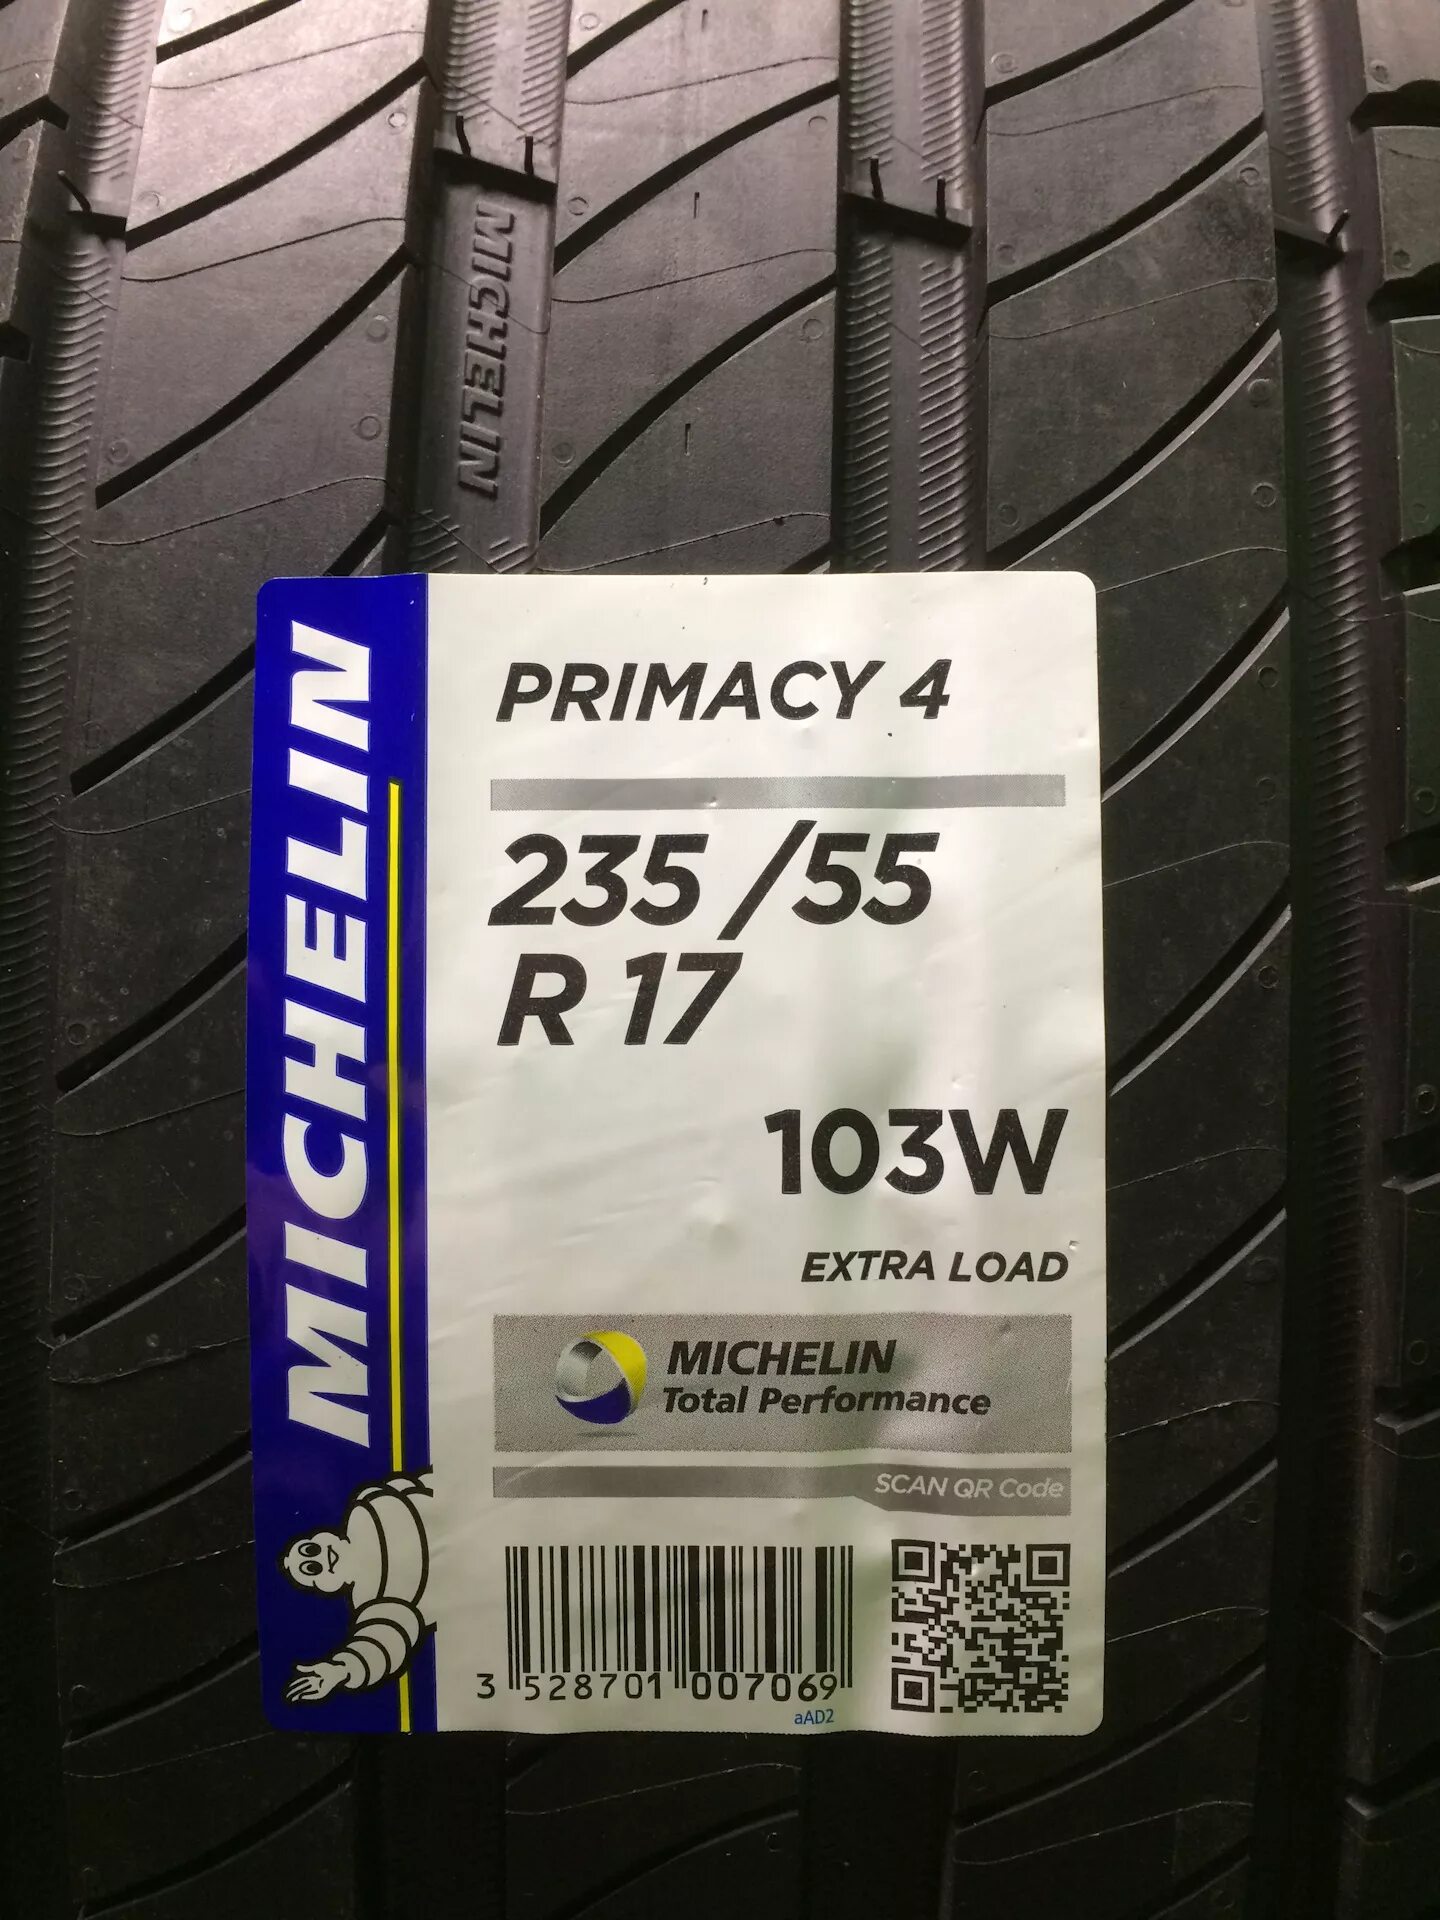 MICHELIN
MICHELIN
PRIMACY 4
235/55
R 17
103W
EXTRA LOAD
MICHELIN
Total Performance
SCAN QR Code
3 528701 007069
aAD2